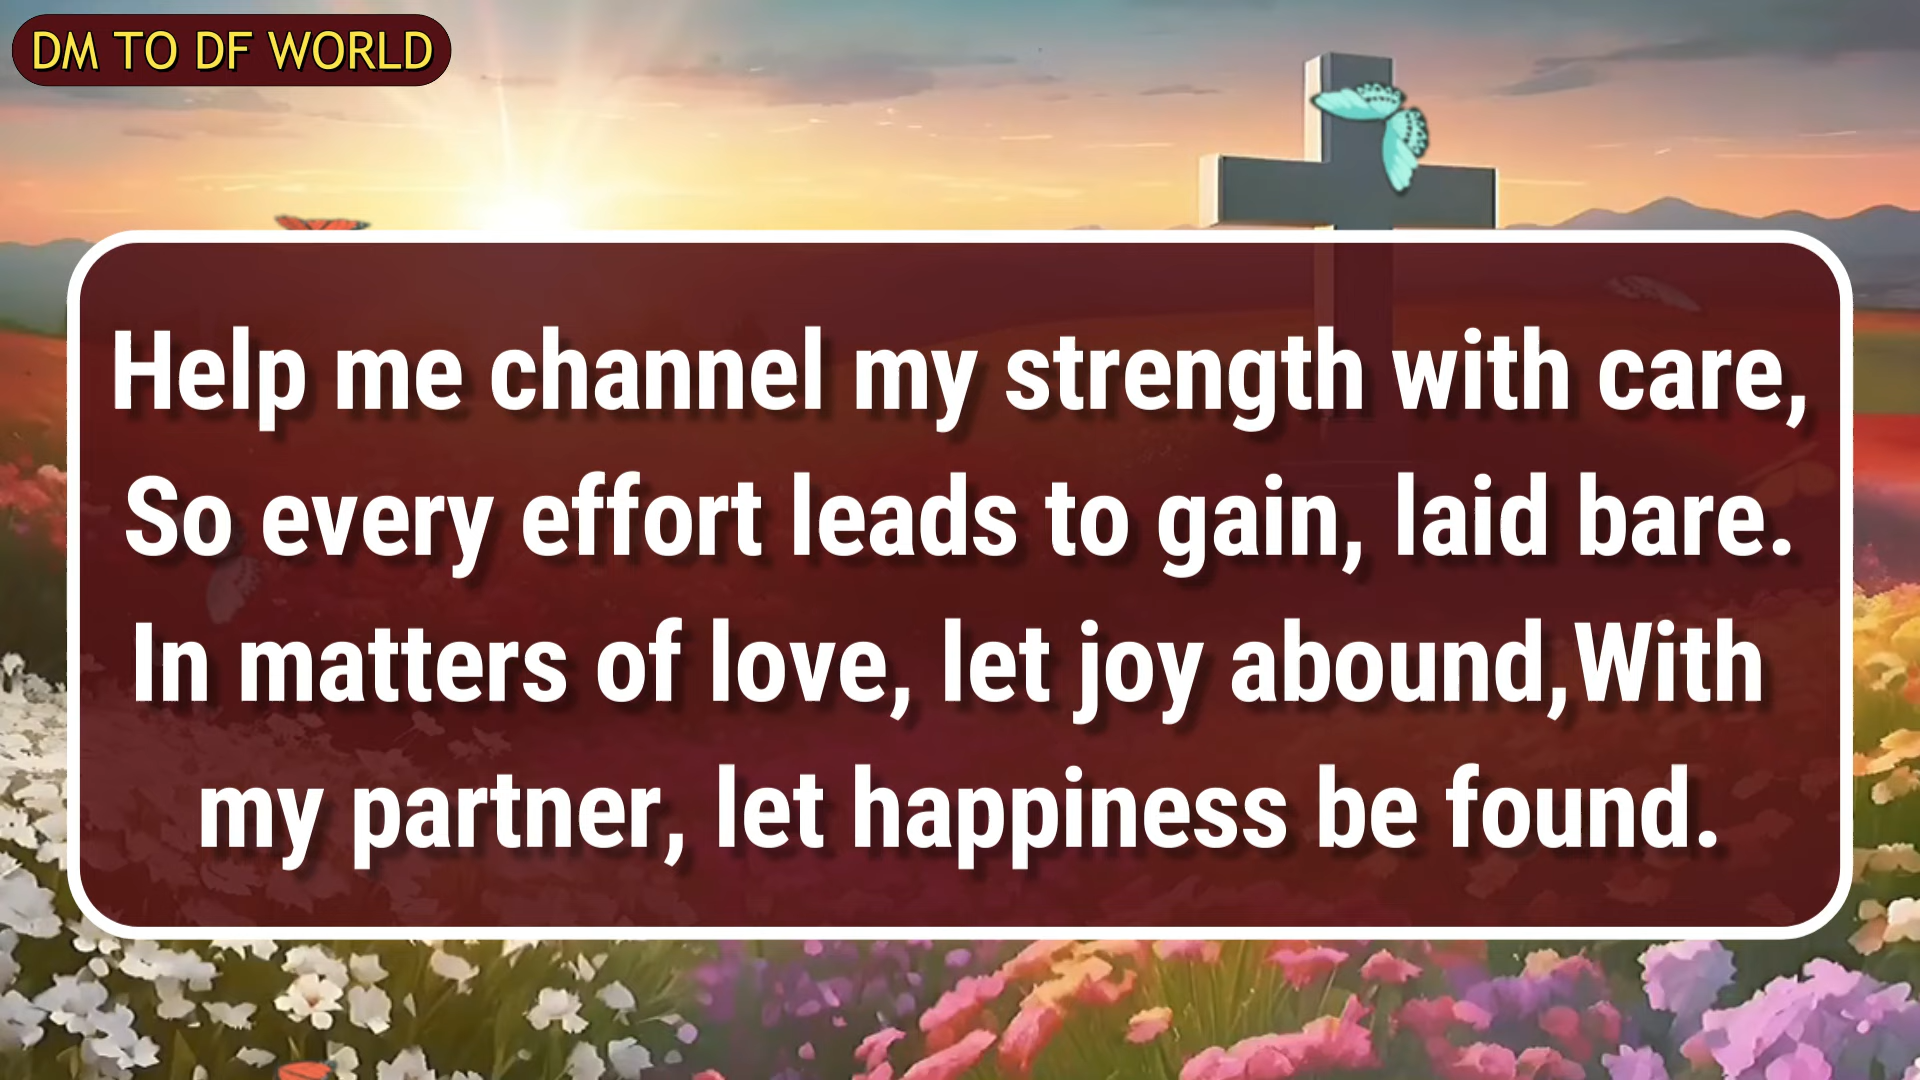 DM TO DF WORLD
Help me channel my strength with care,
So every effort leads to gain, laid bare.
In matters of love, let joy abound,With
my partner, let happiness be found.